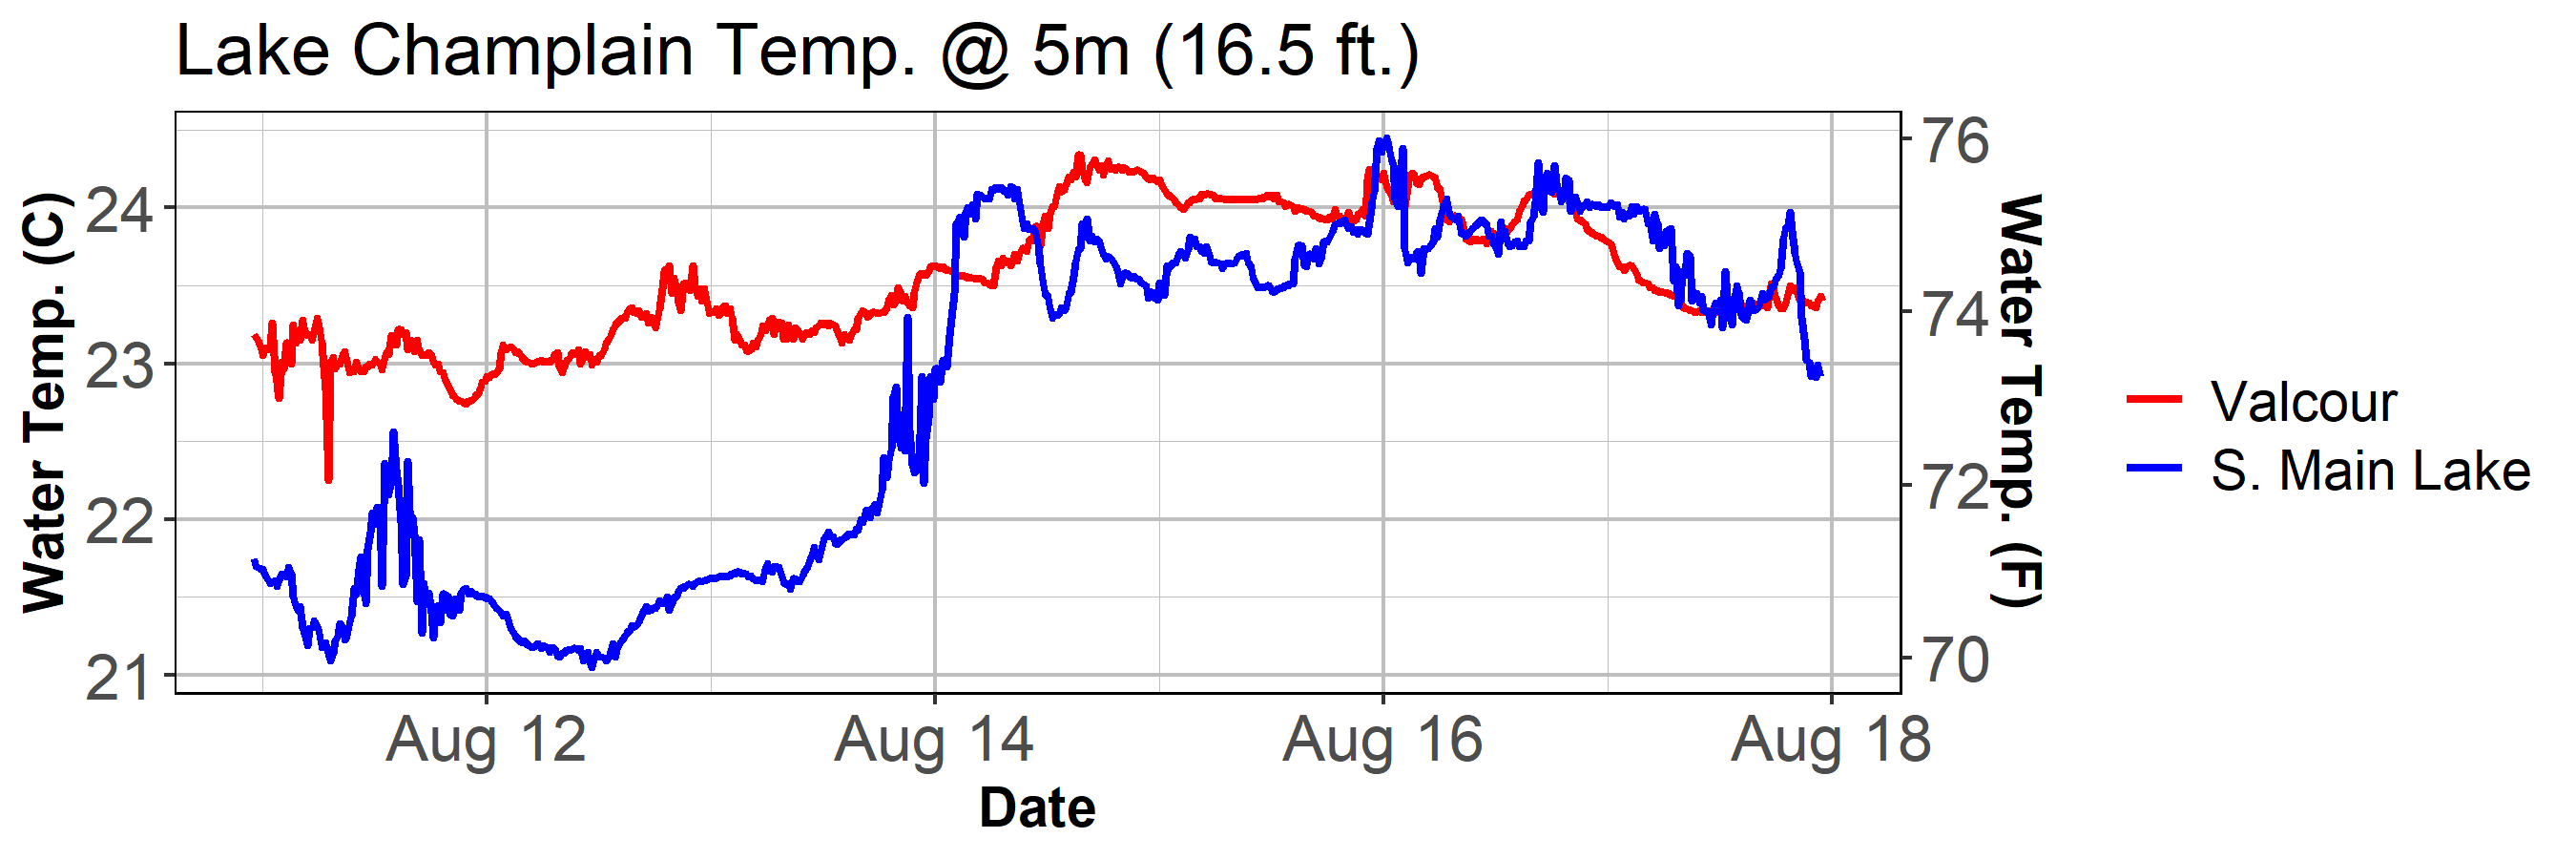 Lake Champlain Temp. @ 5m (16.5 ft.)
Water Temp. (C)
24
23
22
21
76
74
72
70
Water Temp. (F)
Aug 12
Aug 14
Aug 16
Aug 18
Date
Valcour
S. Main Lake